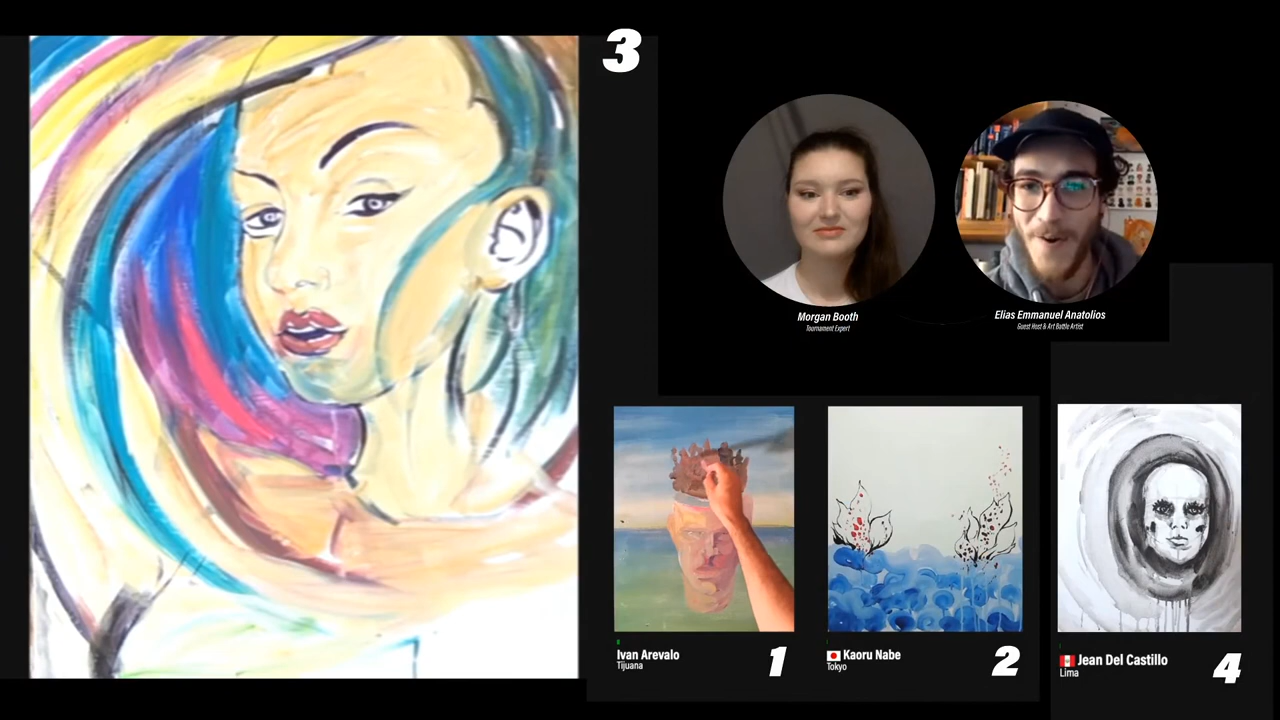 3
Morgan Booth
Tournament Expert
Elias Emmanuel Anatolios
Guest Host & Art Battle Artist
Ivan Arevalo
Tijuana
1
Kaoru Nabe
Tokyo
2
Jean Del Castillo
Lima
4